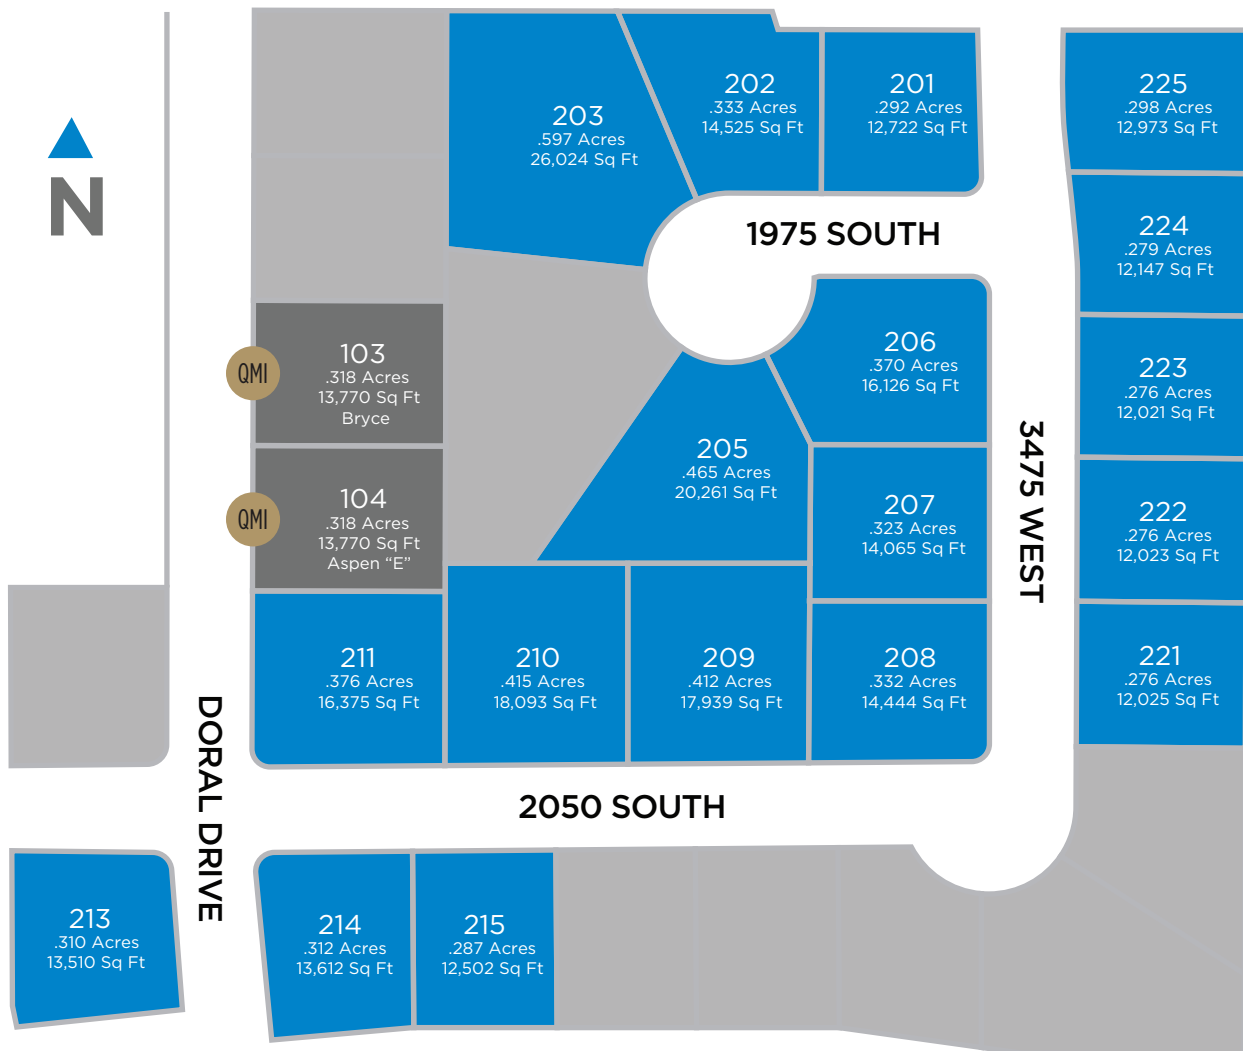 203
.597 Acres
26,024 Sq Ft
202
.333 Acres
14,525 Sq Ft
201
.292 Acres
12,722 Sq Ft
225
.298 Acres
12,973 Sq Ft
N
1975 SOUTH
224
.279 Acres
12,147 Sq Ft
QMI
103
.318 Acres
13,770 Sq Ft
Bryce
206
.370 Acres
16,126 Sq Ft
223
.276 Acres
12,021 Sq Ft
QMI
104
.318 Acres
13,770 Sq Ft
Aspen “E”
205
.465 Acres
20,261 Sq Ft
207
.323 Acres
14,065 Sq Ft
3475 WEST
222
.276 Acres
12,023 Sq Ft
211
.376 Acres
16,375 Sq Ft
210
.415 Acres
18,093 Sq Ft
209
.412 Acres
17,939 Sq Ft
208
.332 Acres
14,444 Sq Ft
221
.276 Acres
12,025 Sq Ft
DORAL DRIVE
2050 SOUTH
213
.310 Acres
13,510 Sq Ft
214
.312 Acres
13,612 Sq Ft
215
.287 Acres
12,502 Sq Ft